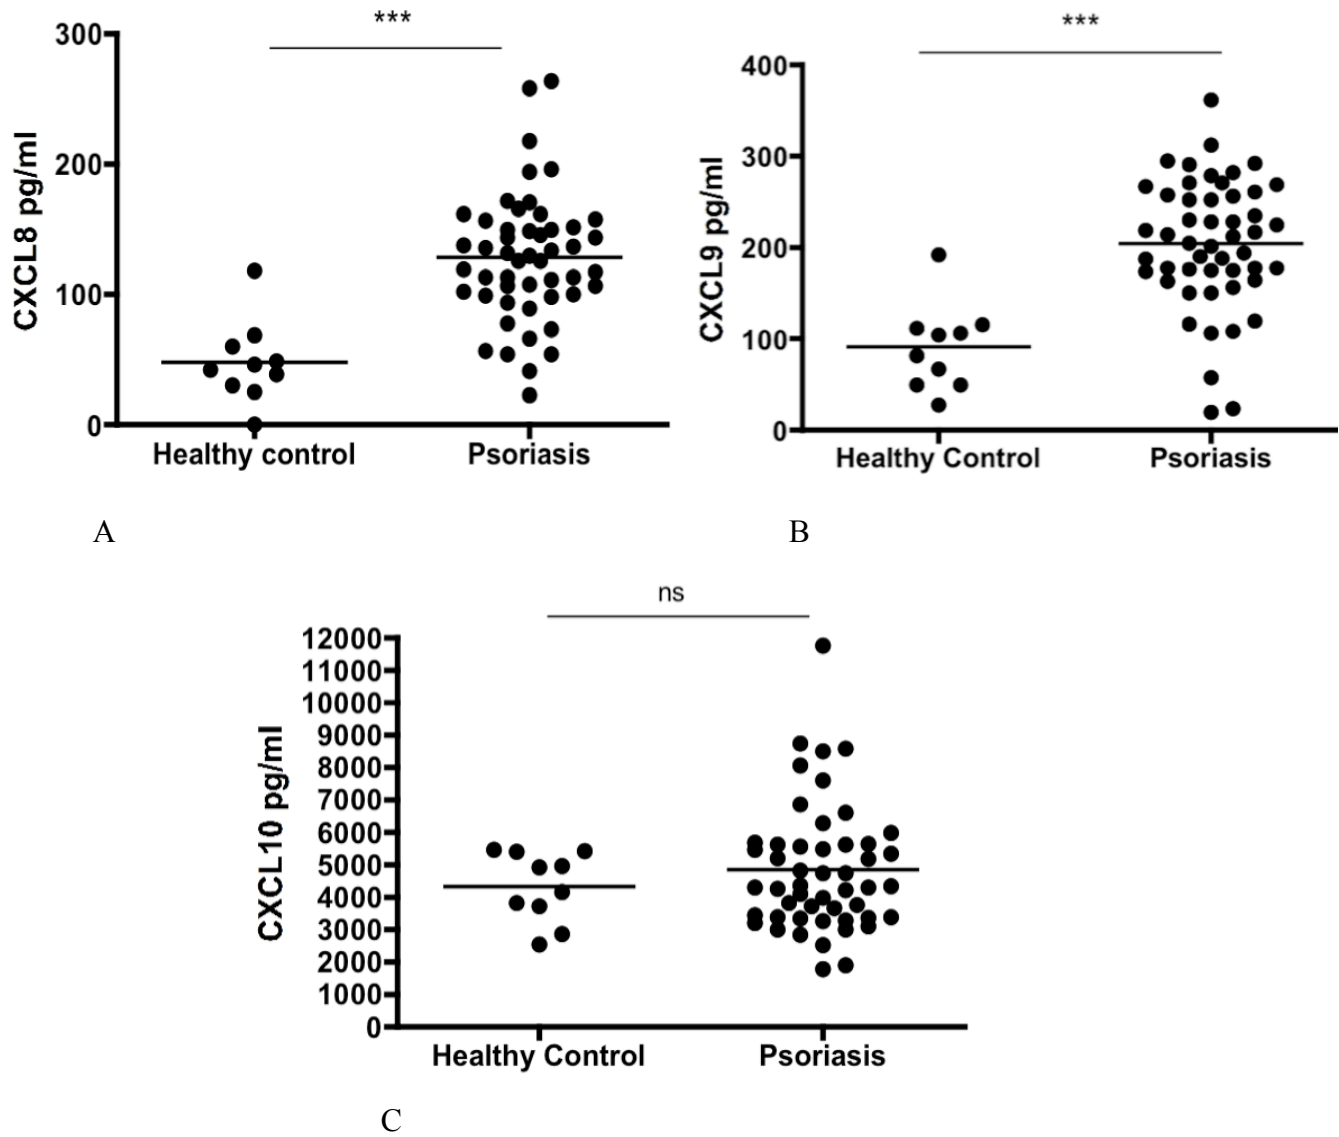 ***
300
200
100
0
CXCL8 pg/ml
Healthy control
Psoriasis
A
***
400
300
200
100
0
CXCL9 pg/ml
Healthy Control
Psoriasis
B
ns
12000
11000
10000
9000
8000
7000
6000
5000
4000
3000
2000
1000
0
CXCL10 pg/ml
Healthy Control
Psoriasis
C